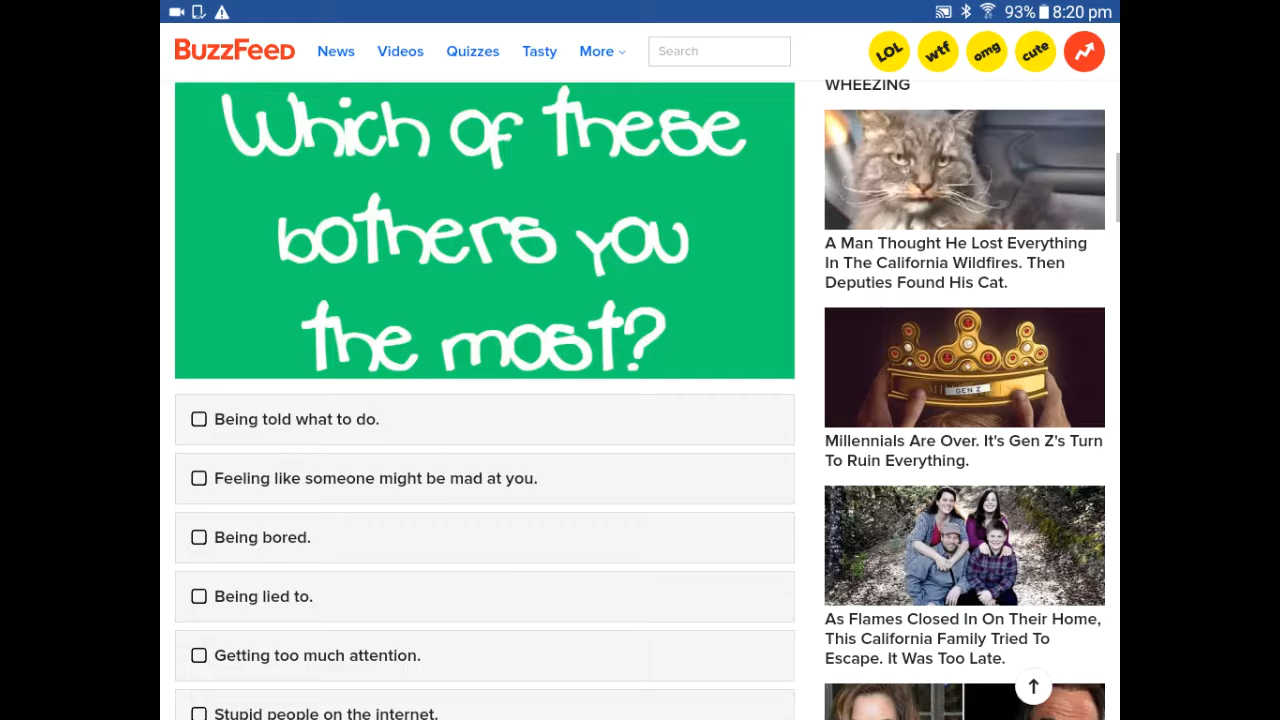 93% 8:20 pm
BuzzFeed News Videos Quizzes Tasty More Search LOL wtf omg cute
Which of these
bothers you
the most?
Being told what to do.
Feeling like someone might be mad at you.
Being bored.
Being lied to.
Getting too much attention.
Stupid people on the internet.
WHEEZING
A Man Thought He Lost Everything
In The California Wildfires. Then
Deputies Found His Cat.
GEN Z
Millennials Are Over. It's Gen Z's Turn
To Ruin Everything.
As Flames Closed In On Their Home,
This California Family Tried To
Escape. It Was Too Late.